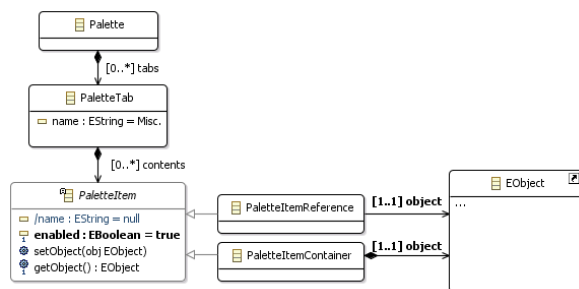 Palette
[0..*] tabs
PaletteTab
name : EString = Misc.
[0..*] contents
PaletteItem
/name : EString = null
enabled : EBoolean = true
setObject(obj EObject)
getObject() : EObject
PaletteItemReference
[1..1] object
PaletteItemContainer
[1..1] object
EObject
...